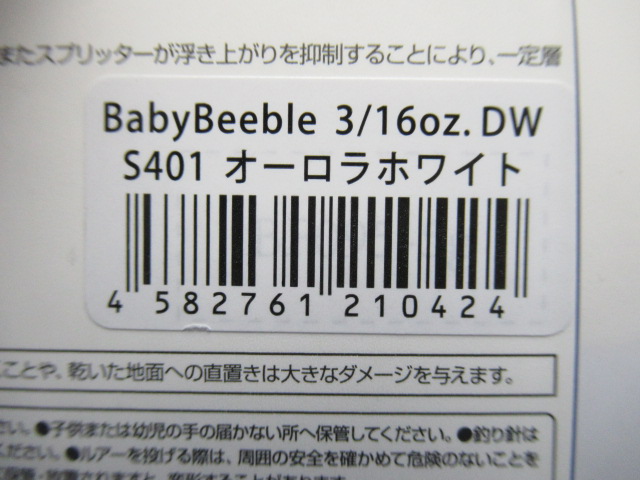 またスプリッターが浮き上がりを抑制することにより、一定層
BabyBeeble 3/16oz. DW
S401 オーロラホワイト
4 582761 210424
ことや、乾いた地面への直置きは大きなダメージを与えます。
さい。●子供または幼児の手の届かない所へ保管してください。●釣り針は
ください。●ルアーを投げる際は、周囲の安全を確かめて危険のないことを